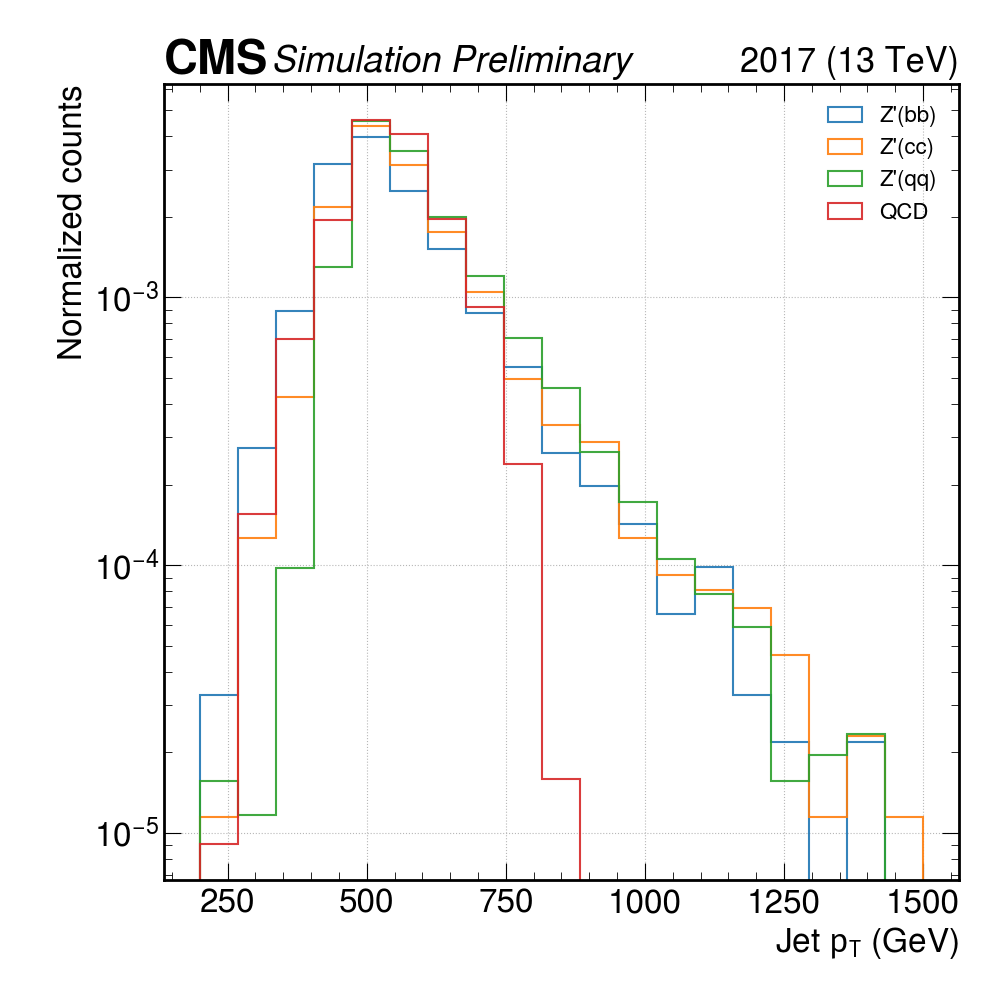 CMS Simulation Preliminary 2017 (13 TeV)
Normalized counts
Z'(bb)
Z'(cc)
Z'(qq)
QCD
10⁻³
10⁻⁴
10⁻⁵
250 500 750 1000 1250 1500
Jet p_T (GeV)